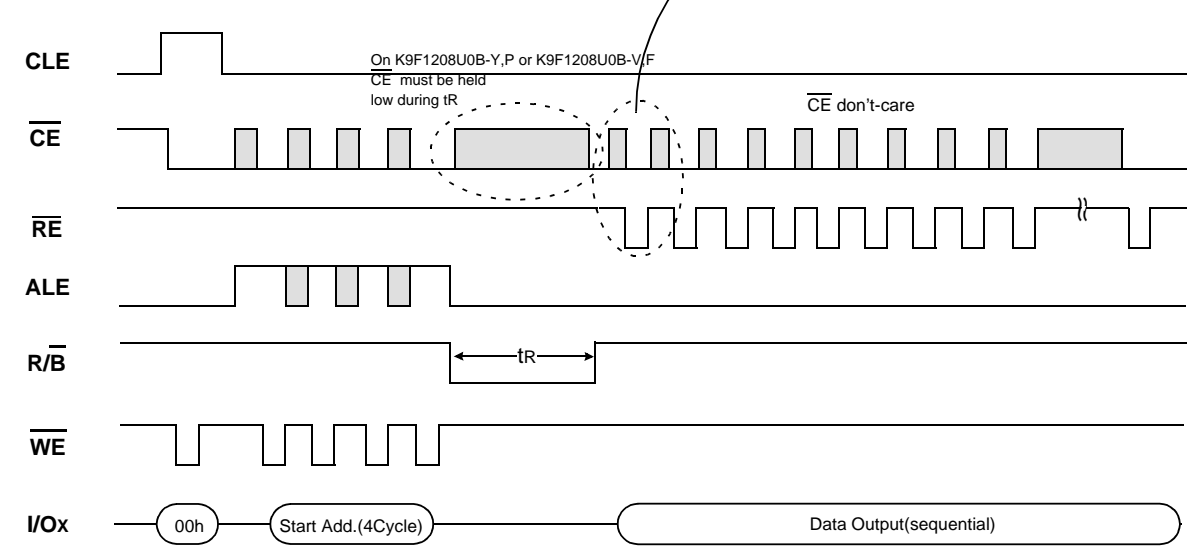 CLE
On K9F1208U0B-Y,P or K9F1208U0B-V,F
CE must be held
low during tR
CE don't-care
CE
RE
ALE
R/B
tR
WE
I/Ox
00h
Start Add.(4Cycle)
Data Output(sequential)